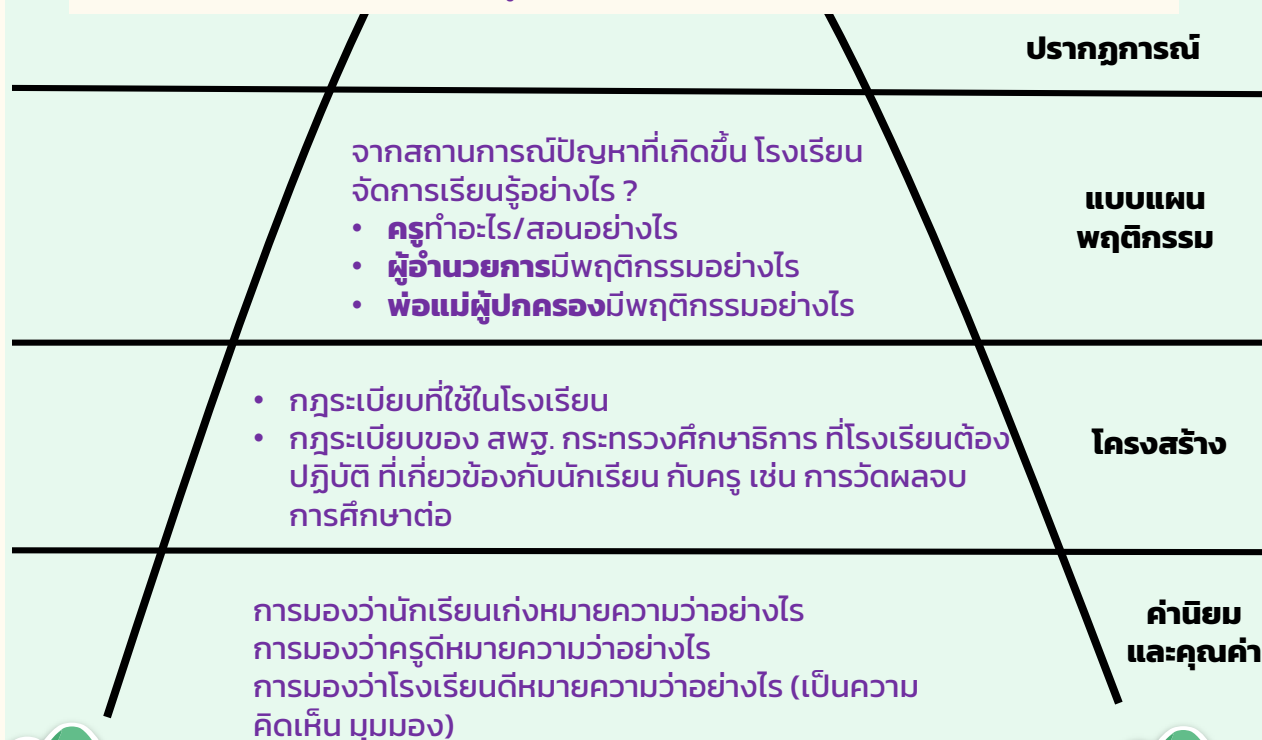 ปรากฏการณ์
จากสถานการณ์ปัญหาที่เกิดขึ้น โรงเรียน
จัดการเรียนรู้อย่างไร ?
• ครูทำอะไร/สอนอย่างไร
• ผู้อำนวยการมีพฤติกรรมอย่างไร
• พ่อแม่ผู้ปกครองมีพฤติกรรมอย่างไร
แบบแผน
พฤติกรรม
• กฎระเบียบที่ใช้ในโรงเรียน
• กฎระเบียบของ สพฐ. กระทรวงศึกษาธิการ ที่โรงเรียนต้อง
ปฏิบัติ ที่เกี่ยวข้องกับนักเรียน กับครู เช่น การวัดผลจบ
การศึกษาต่อ
โครงสร้าง
การมองว่านักเรียนเก่งหมายความว่าอย่างไร
การมองว่าครูดีหมายความว่าอย่างไร
การมองว่าโรงเรียนดีหมายความว่าอย่างไร (เป็นความ
คิดเห็น มุมมอง)
ค่านิยม
และคุณค่า